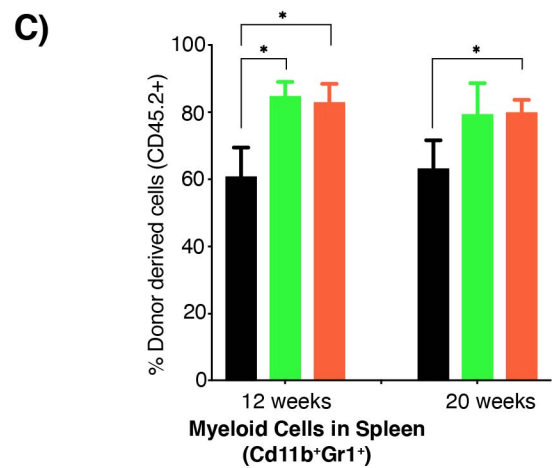 C)
% Donor derived cells (CD45.2+)
100
80
60
40
20
0
*
*
*
12 weeks
20 weeks
Myeloid Cells in Spleen
(Cd11b⁺Gr1⁺)